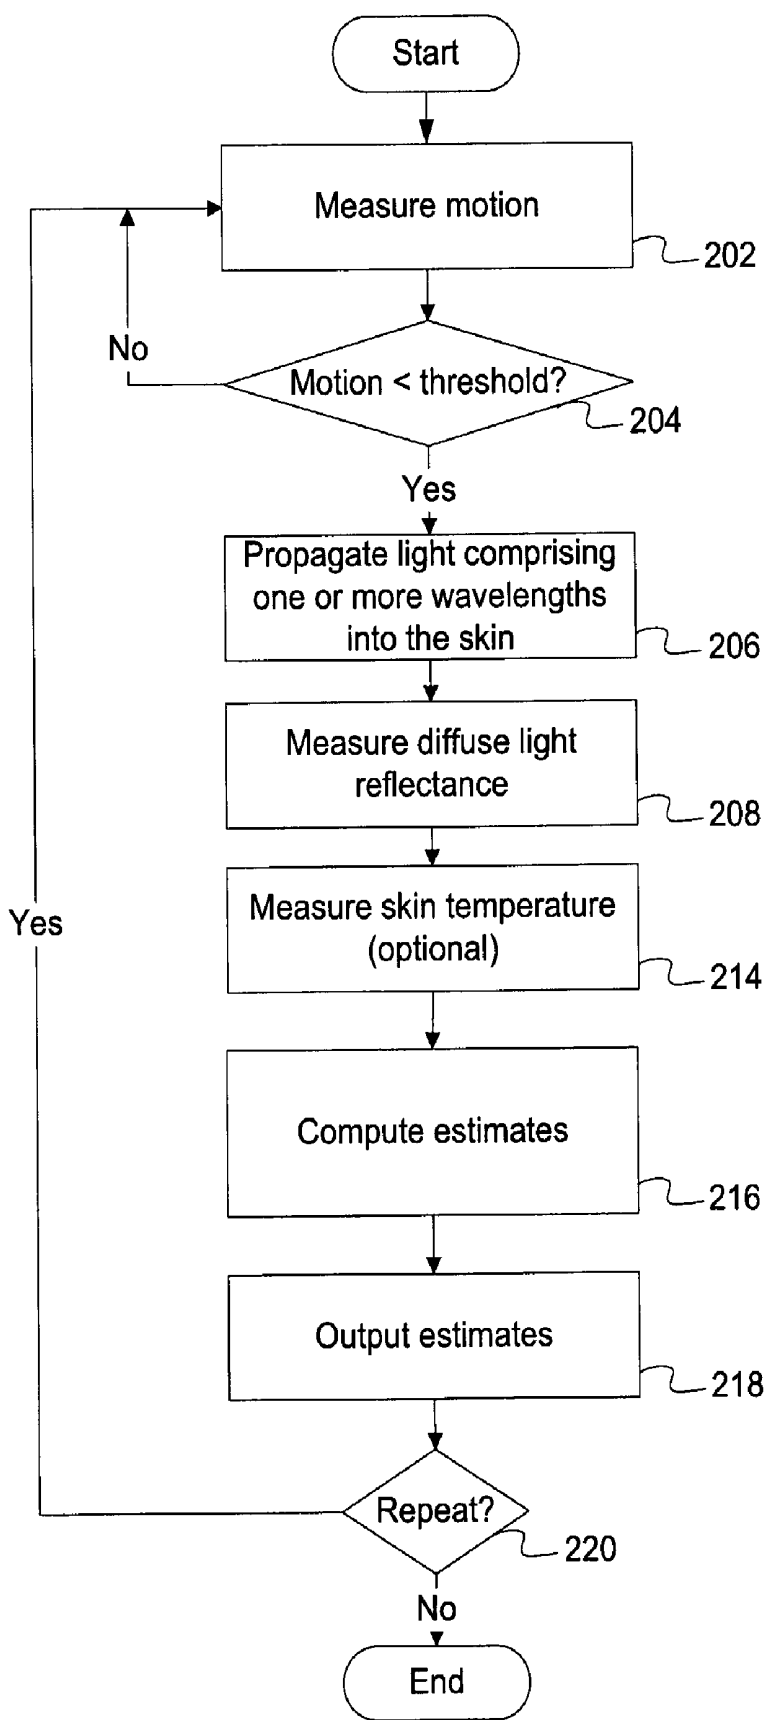 Start
Measure motion
202
No
Motion < threshold?
204
Yes
Propagate light comprising
one or more wavelengths
into the skin
206
Measure diffuse light
reflectance
208
Measure skin temperature
(optional)
214
Yes
Compute estimates
216
Output estimates
218
Repeat?
220
No
End